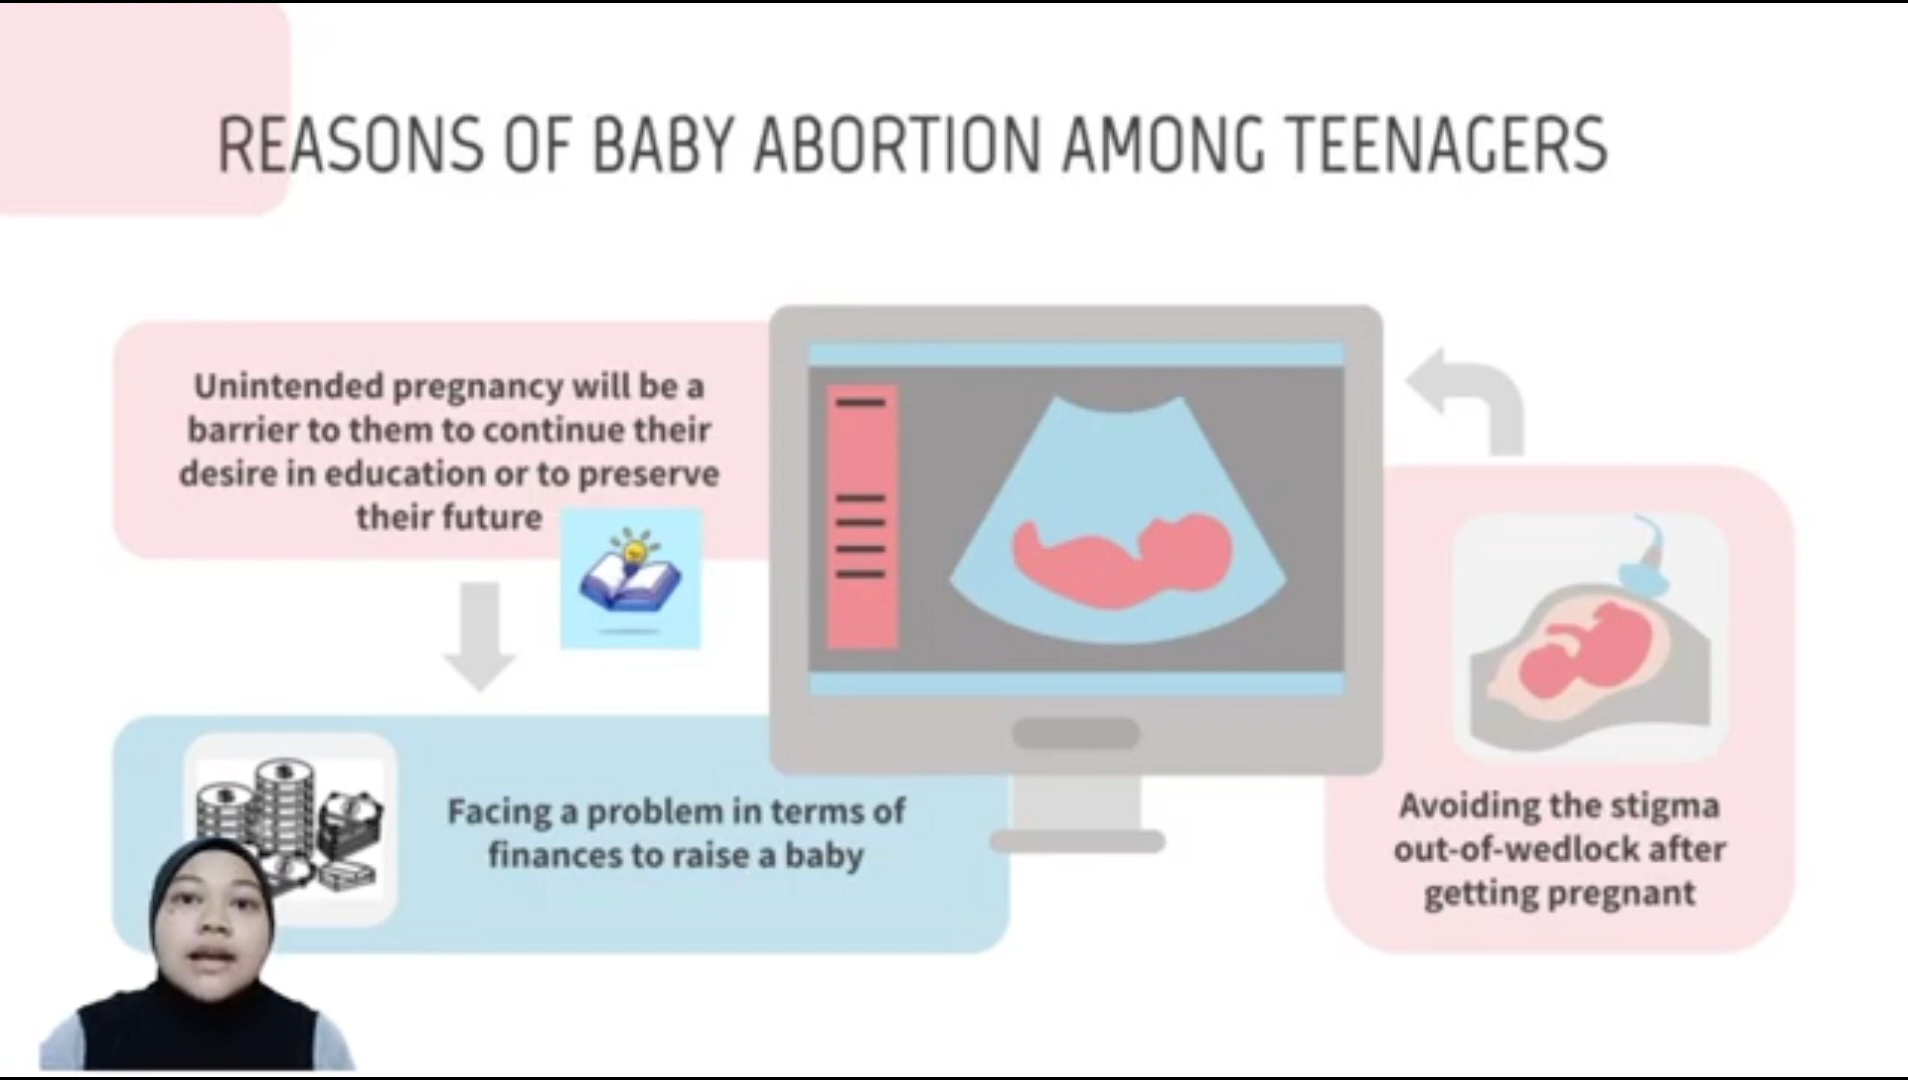 REASONS OF BABY ABORTION AMONG TEENAGERS
Unintended pregnancy will be a
barrier to them to continue their
desire in education or to preserve
their future
Facing a problem in terms of
finances to raise a baby
Avoiding the stigma
out-of-wedlock after
getting pregnant